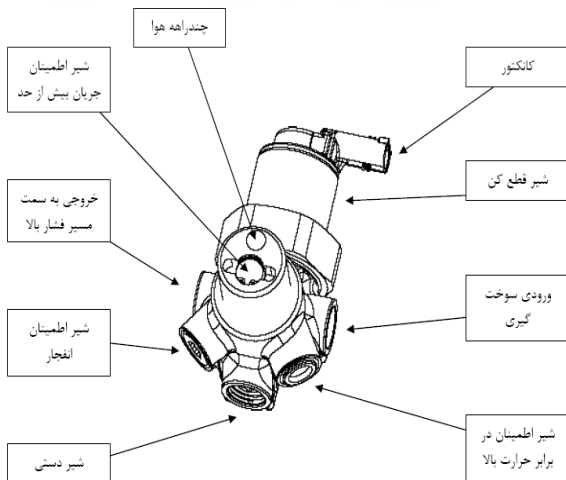 چندراهه هوا
شیر اطمینان
جریان بیش از حد
کانکتور
شیر قطع کن
خروجی به سمت
مسیر فشار بالا
ورودی سوخت
گیری
شیر اطمینان
انفجار
شیر اطمینان در
برابر حرارت بالا
شیر دستی